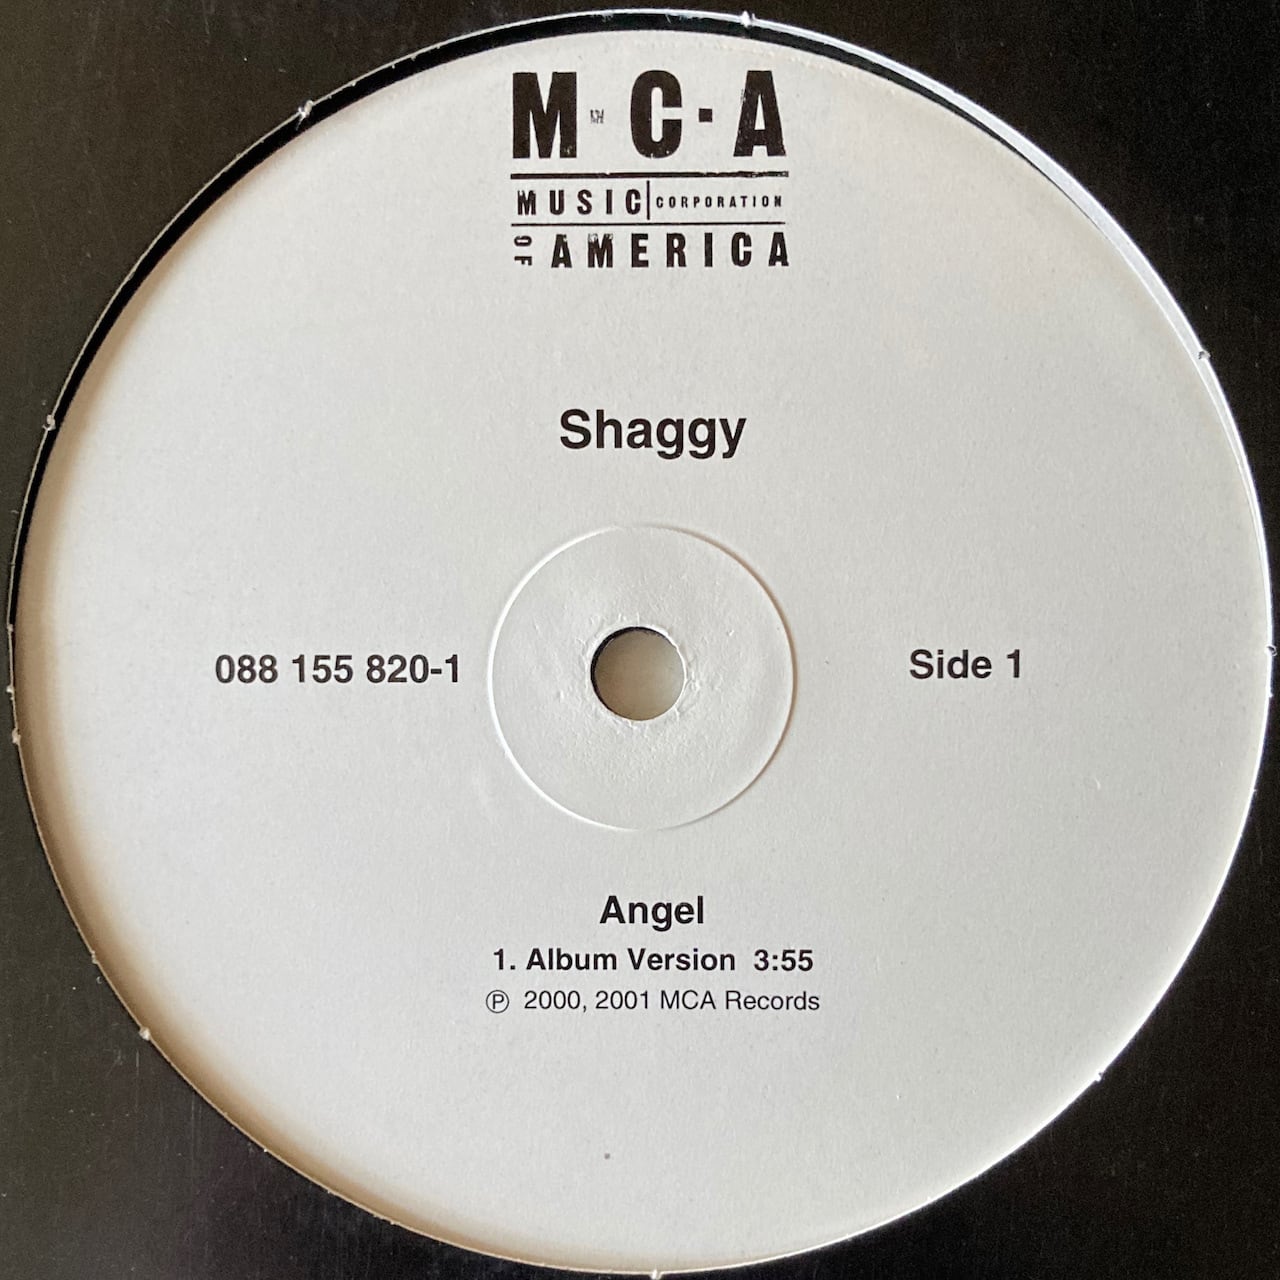 M·C·A
MUSIC CORPORATION
OF AMERICA
Shaggy
088 155 820-1
Side 1
Angel
1. Album Version 3:55
℗ 2000, 2001 MCA Records